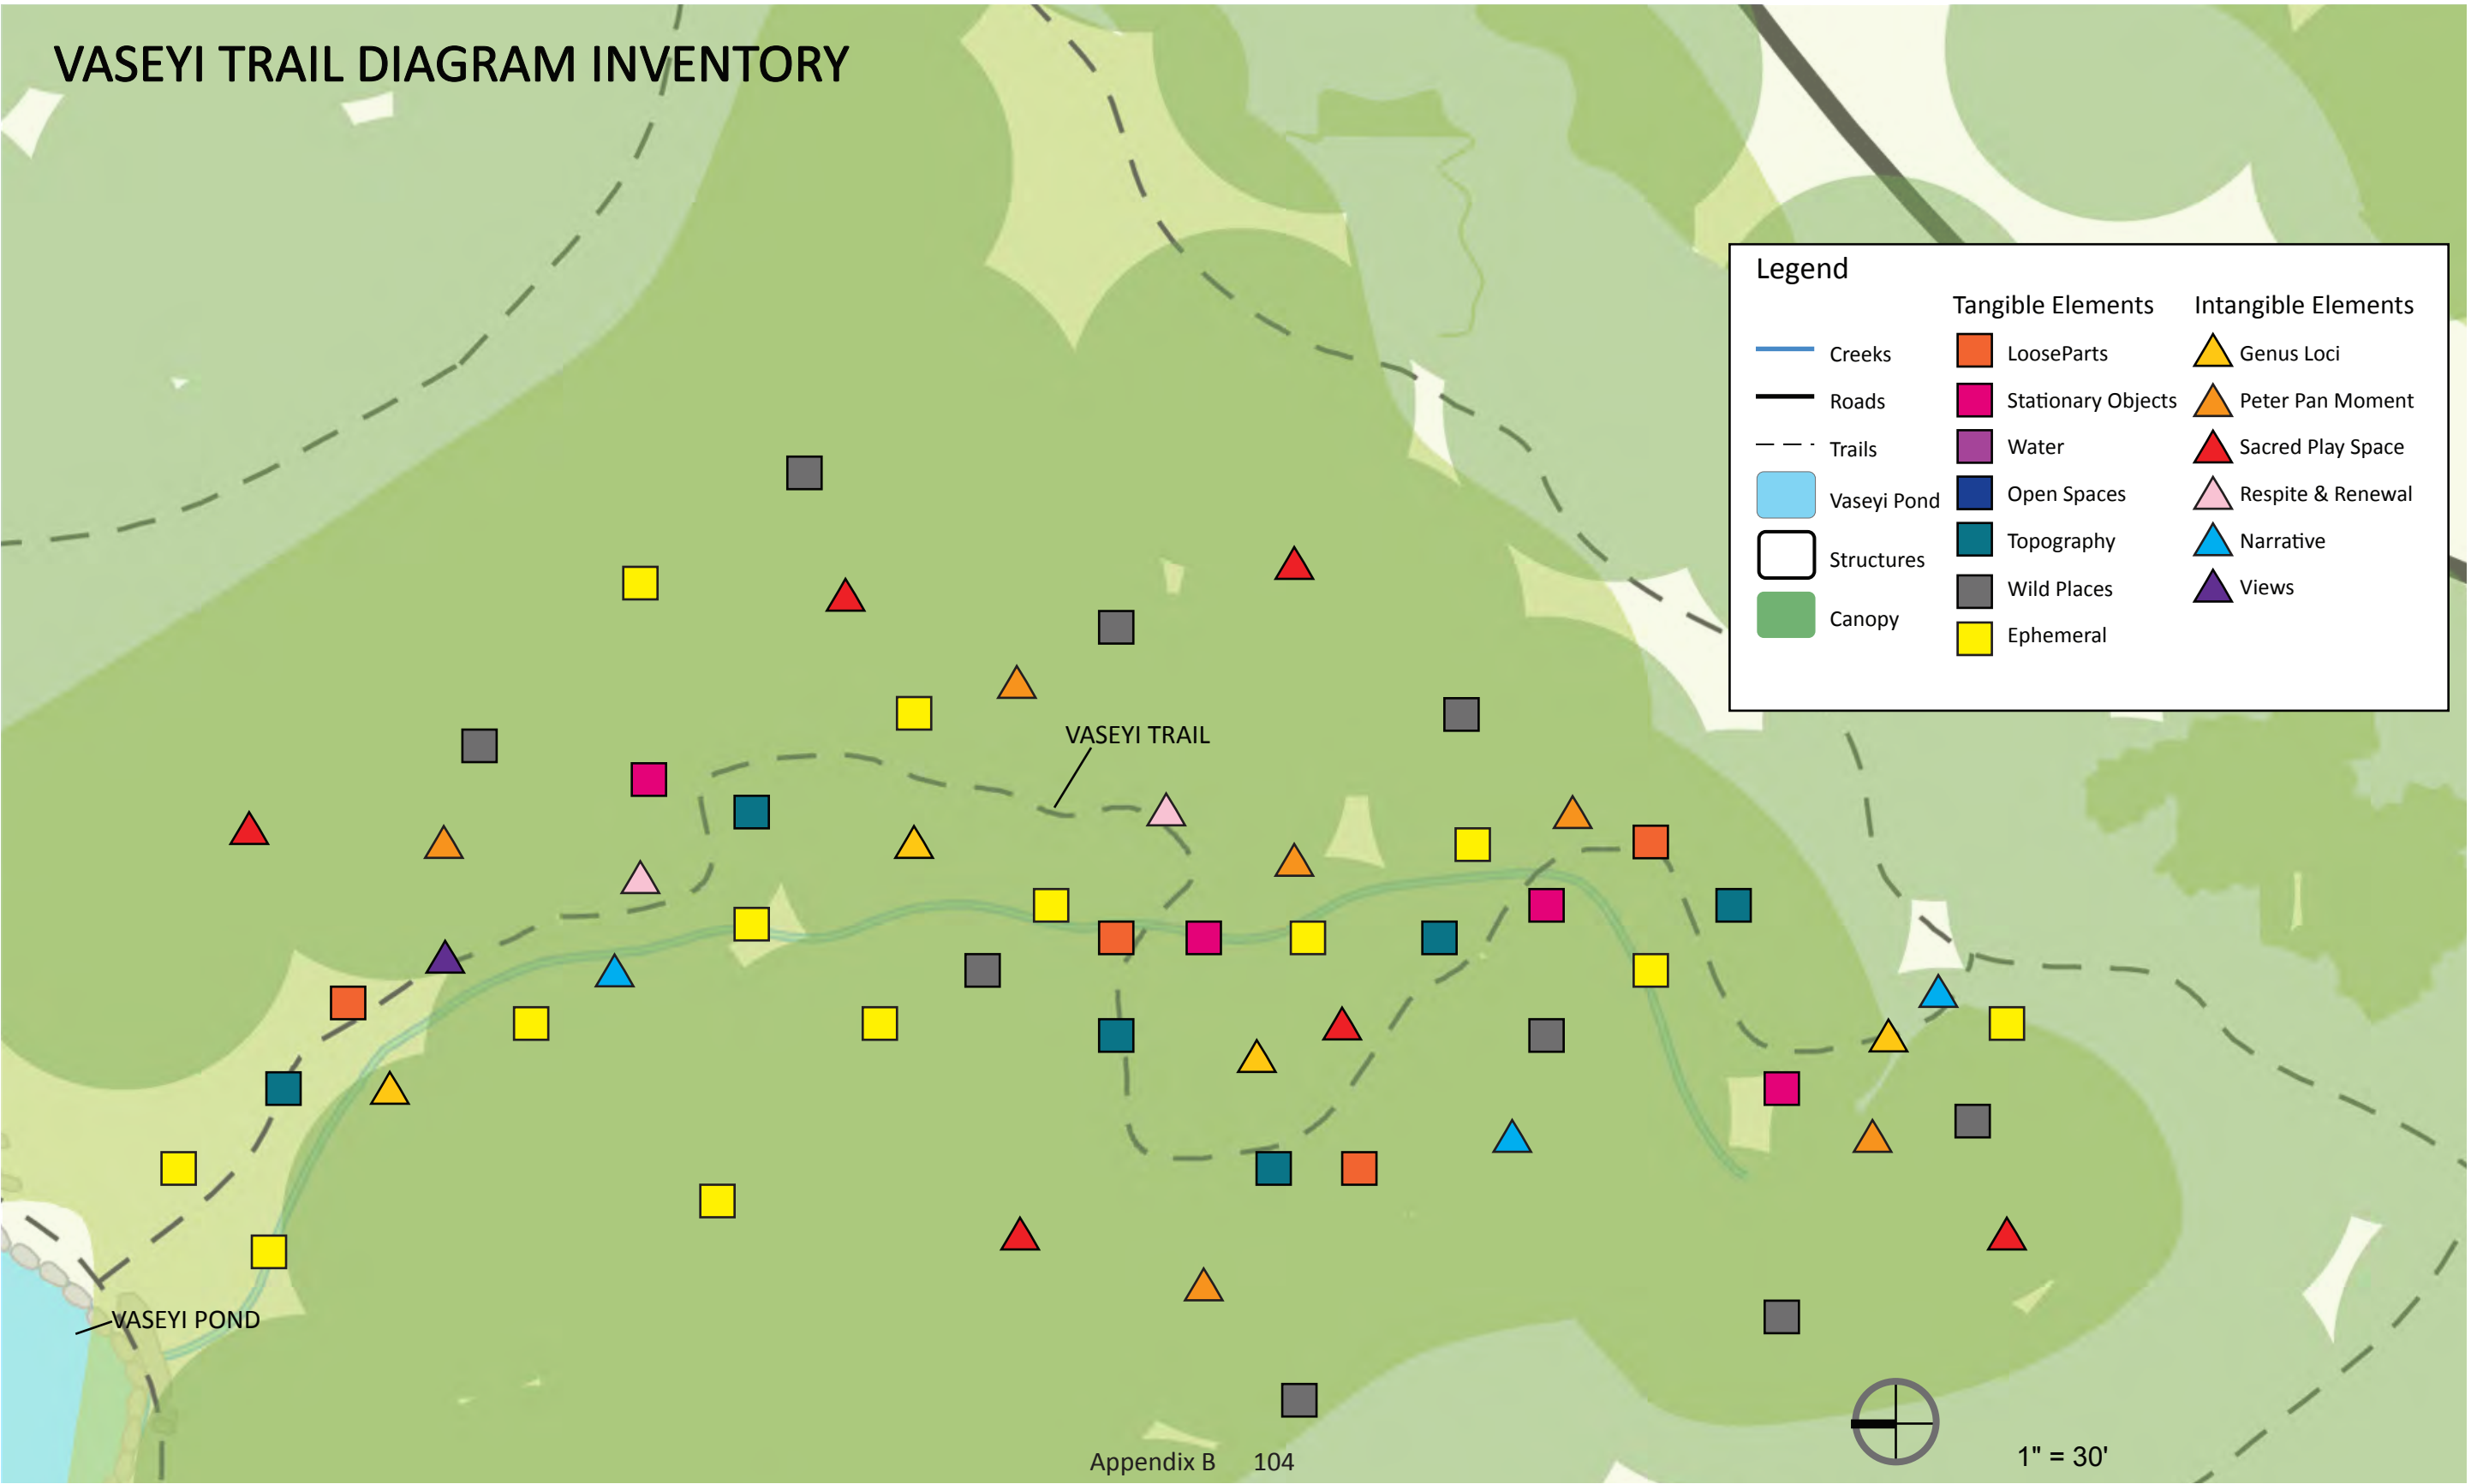 VASEYI TRAIL DIAGRAM INVENTORY
Legend
Tangible Elements
Intangible Elements
Creeks
Roads
Trails
Vaseyi Pond
Structures
Canopy
LooseParts
Stationary Objects
Water
Open Spaces
Topography
Wild Places
Ephemeral
Genus Loci
Peter Pan Moment
Sacred Play Space
Respite & Renewal
Narrative
Views
VASEYI TRAIL
VASEYI POND
Appendix B 104
1" = 30'